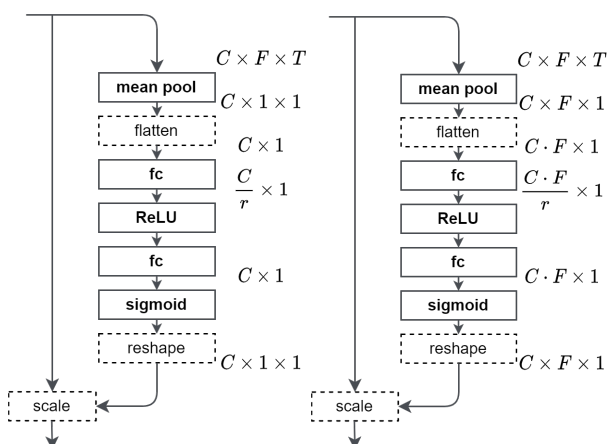 C × F × T
mean pool
C × 1 × 1
flatten
C × 1
fc
C/r × 1
ReLU
fc
C × 1
sigmoid
reshape
C × 1 × 1
scale
C × F × T
mean pool
C × F × 1
flatten
C · F × 1
fc
C · F/r × 1
ReLU
fc
C · F × 1
sigmoid
reshape
C × F × 1
scale